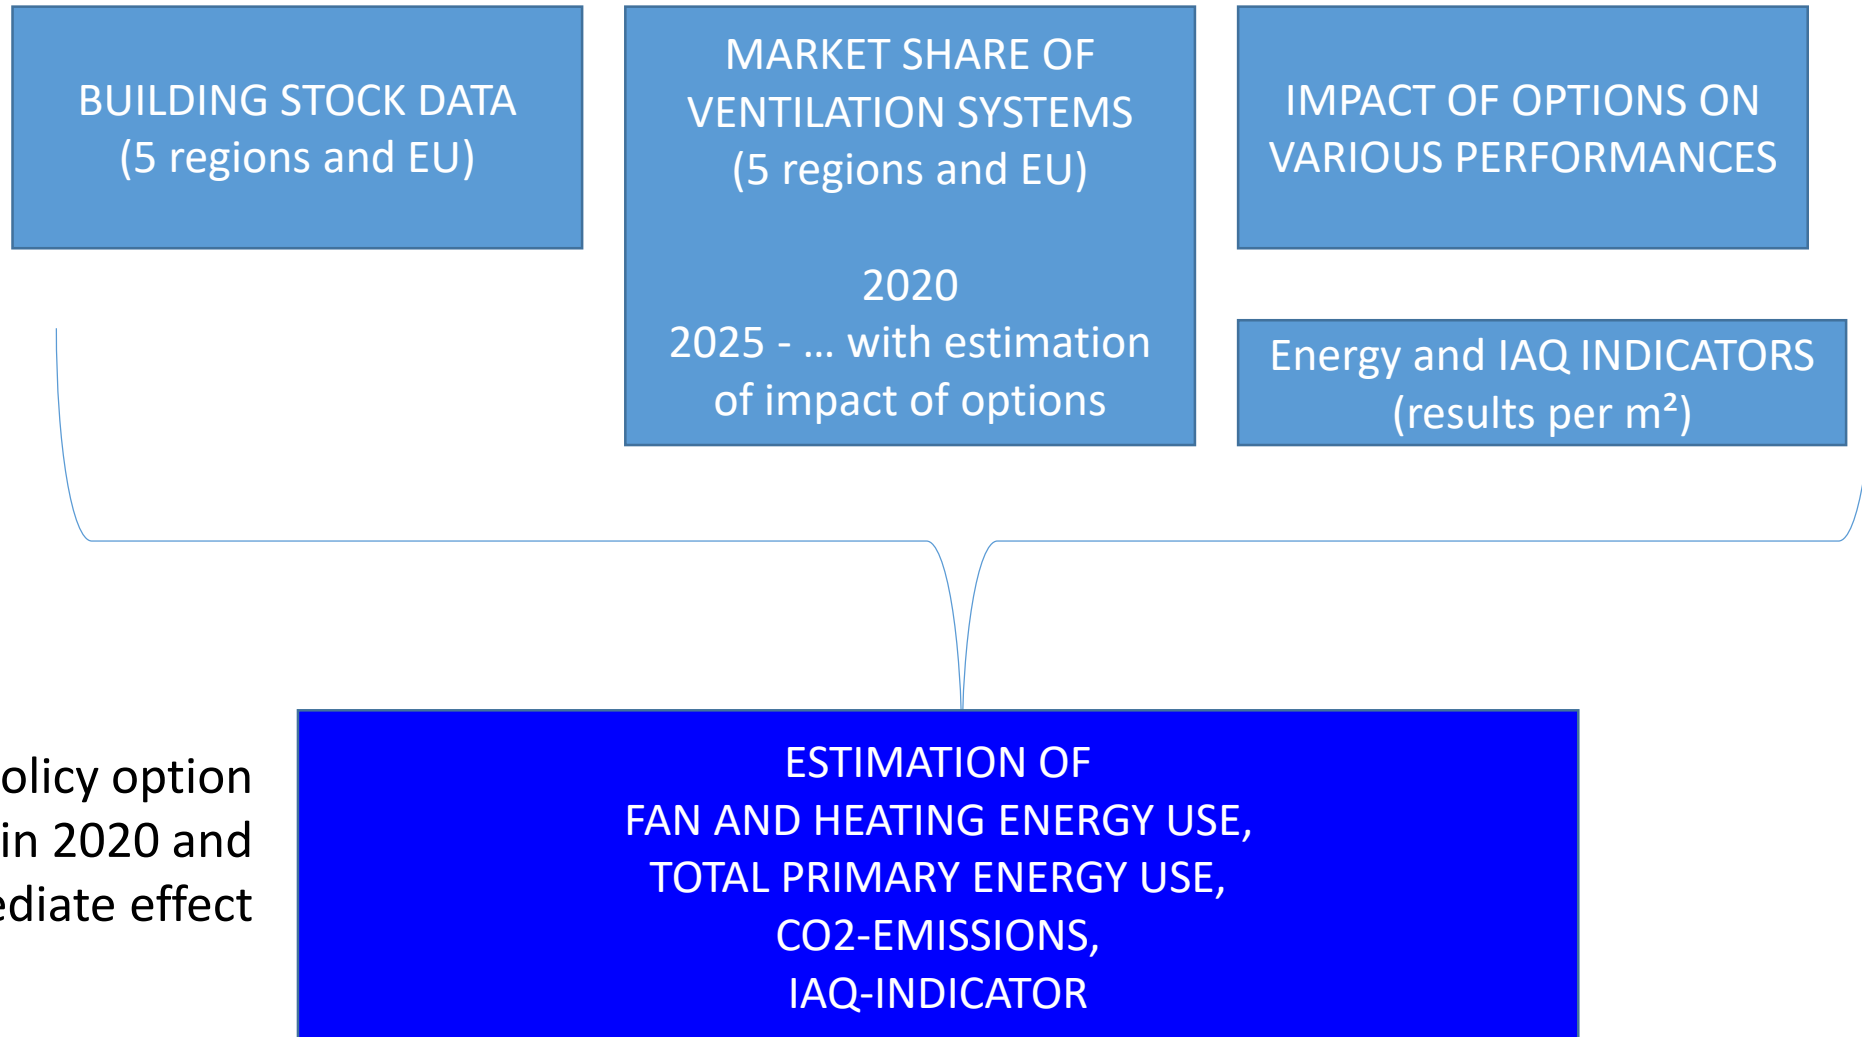 BUILDING STOCK DATA
(5 regions and EU)
MARKET SHARE OF
VENTILATION SYSTEMS
(5 regions and EU)
2020
2025 - ... with estimation
of impact of options
IMPACT OF OPTIONS ON
VARIOUS PERFORMANCES
Energy and IAQ INDICATORS
(results per m²)
option
in 2020 and
effect
ESTIMATION OF
FAN AND HEATING ENERGY USE,
TOTAL PRIMARY ENERGY USE,
CO2-EMISSIONS,
IAQ-INDICATOR